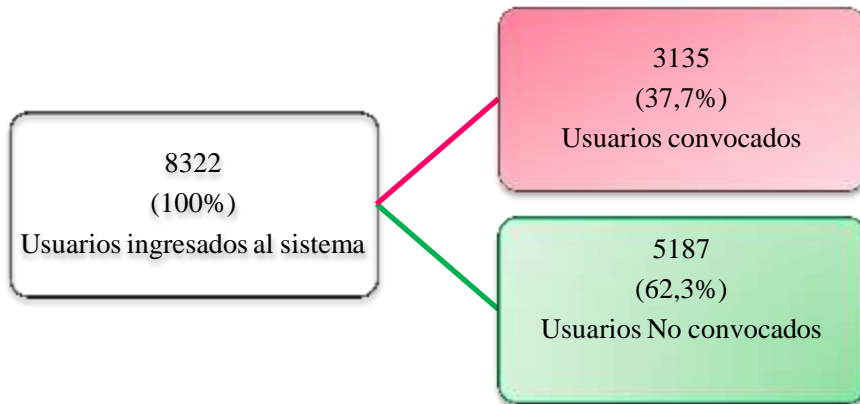 8322
(100%)
Usuarios ingresados al sistema
3135
(37,7%)
Usuarios convocados
5187
(62,3%)
Usuarios No convocados